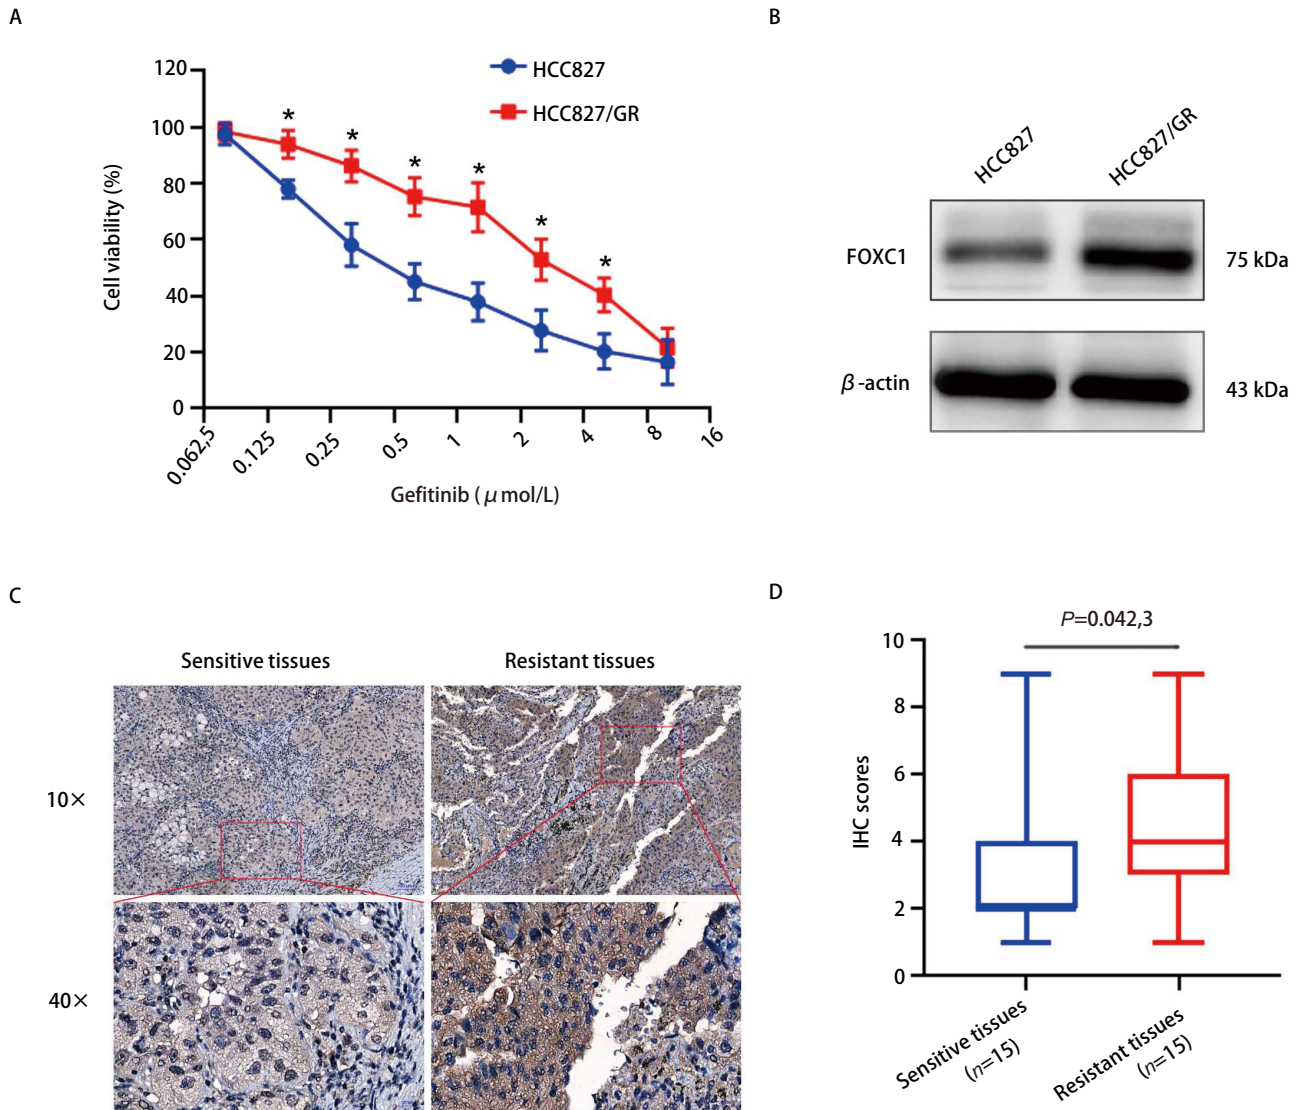 A
120
100
80
60
40
20
0
Cell viability (%)
HCC827
HCC827/GR
*
*
*
*
*
*
0.062,5
0.125
0.25
0.5
1
2
4
8
16
Gefitinib ( μ mol/L)
B
HCC827
HCC827/GR
FOXC1
75 kDa
β-actin
43 kDa
C
Sensitive tissues
Resistant tissues
10×
40×
D
P=0.042,3
10
8
6
4
2
0
IHC scores
Sensitive tissues
(n=15)
Resistant tissues
(n=15)